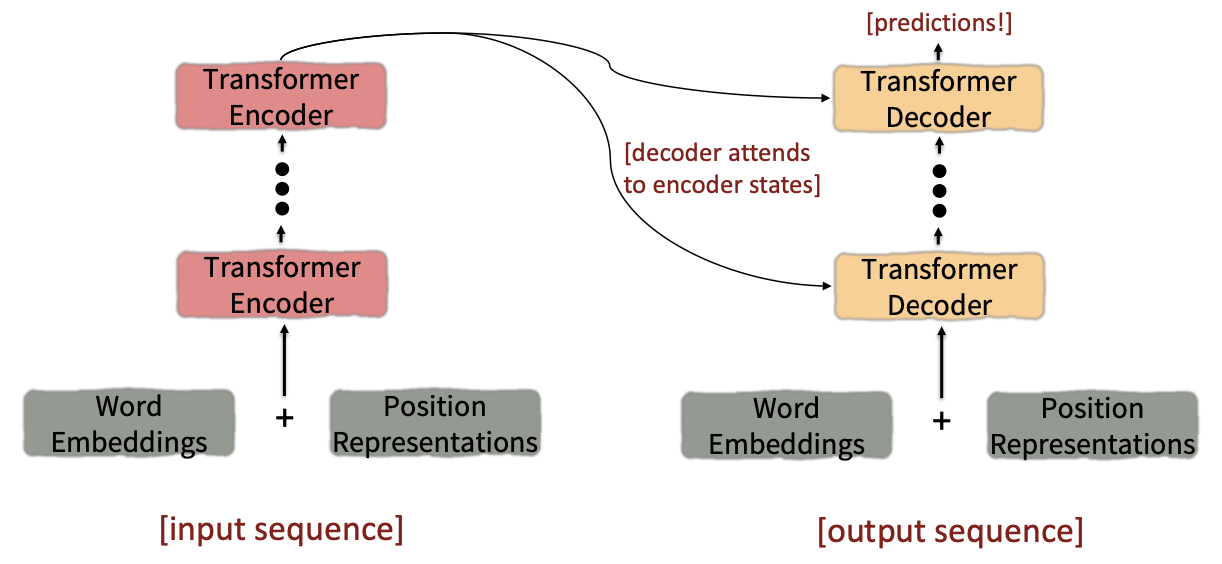 [predictions!]
Transformer
Encoder
Transformer
Decoder
[decoder attends
to encoder states]
Transformer
Encoder
Transformer
Decoder
Word
Embeddings
+
Position
Representations
Word
Embeddings
+
Position
Representations
[input sequence]
[output sequence]